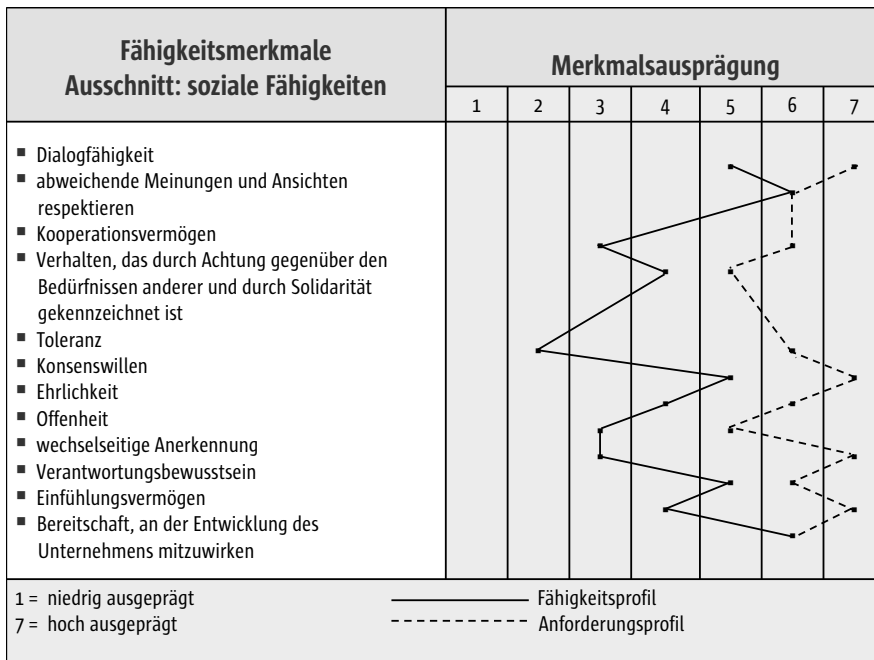 Fähigkeitsmerkmale
Ausschnitt: soziale Fähigkeiten
Merkmalsausprägung
1 2 3 4 5 6 7
▪ Dialogfähigkeit
▪ abweichende Meinungen und Ansichten
respektieren
▪ Kooperationsvermögen
▪ Verhalten, das durch Achtung gegenüber den
Bedürfnissen anderer und durch Solidarität
gekennzeichnet ist
▪ Toleranz
▪ Konsenswillen
▪ Ehrlichkeit
▪ Offenheit
▪ wechselseitige Anerkennung
▪ Verantwortungsbewusstsein
▪ Einfühlungsvermögen
▪ Bereitschaft, an der Entwicklung des
Unternehmens mitzuwirken
1 = niedrig ausgeprägt
7 = hoch ausgeprägt
Fähigkeitsprofil
Anforderungsprofil